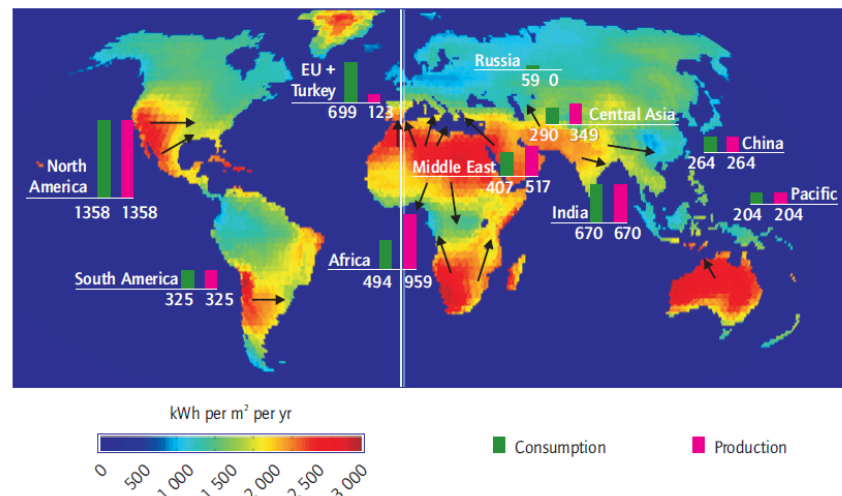 EU +
Turkey
699 123
Russia
59 0
Central Asia
290 349
China
264 264
North
America
1358 1358
Middle East
407 517
Pacific
204 204
India
670 670
Africa
494 959
South America
325 325
kWh per m² per yr
0 500 1 000 1 500 2 000 2 500 3 000
Consumption
Production